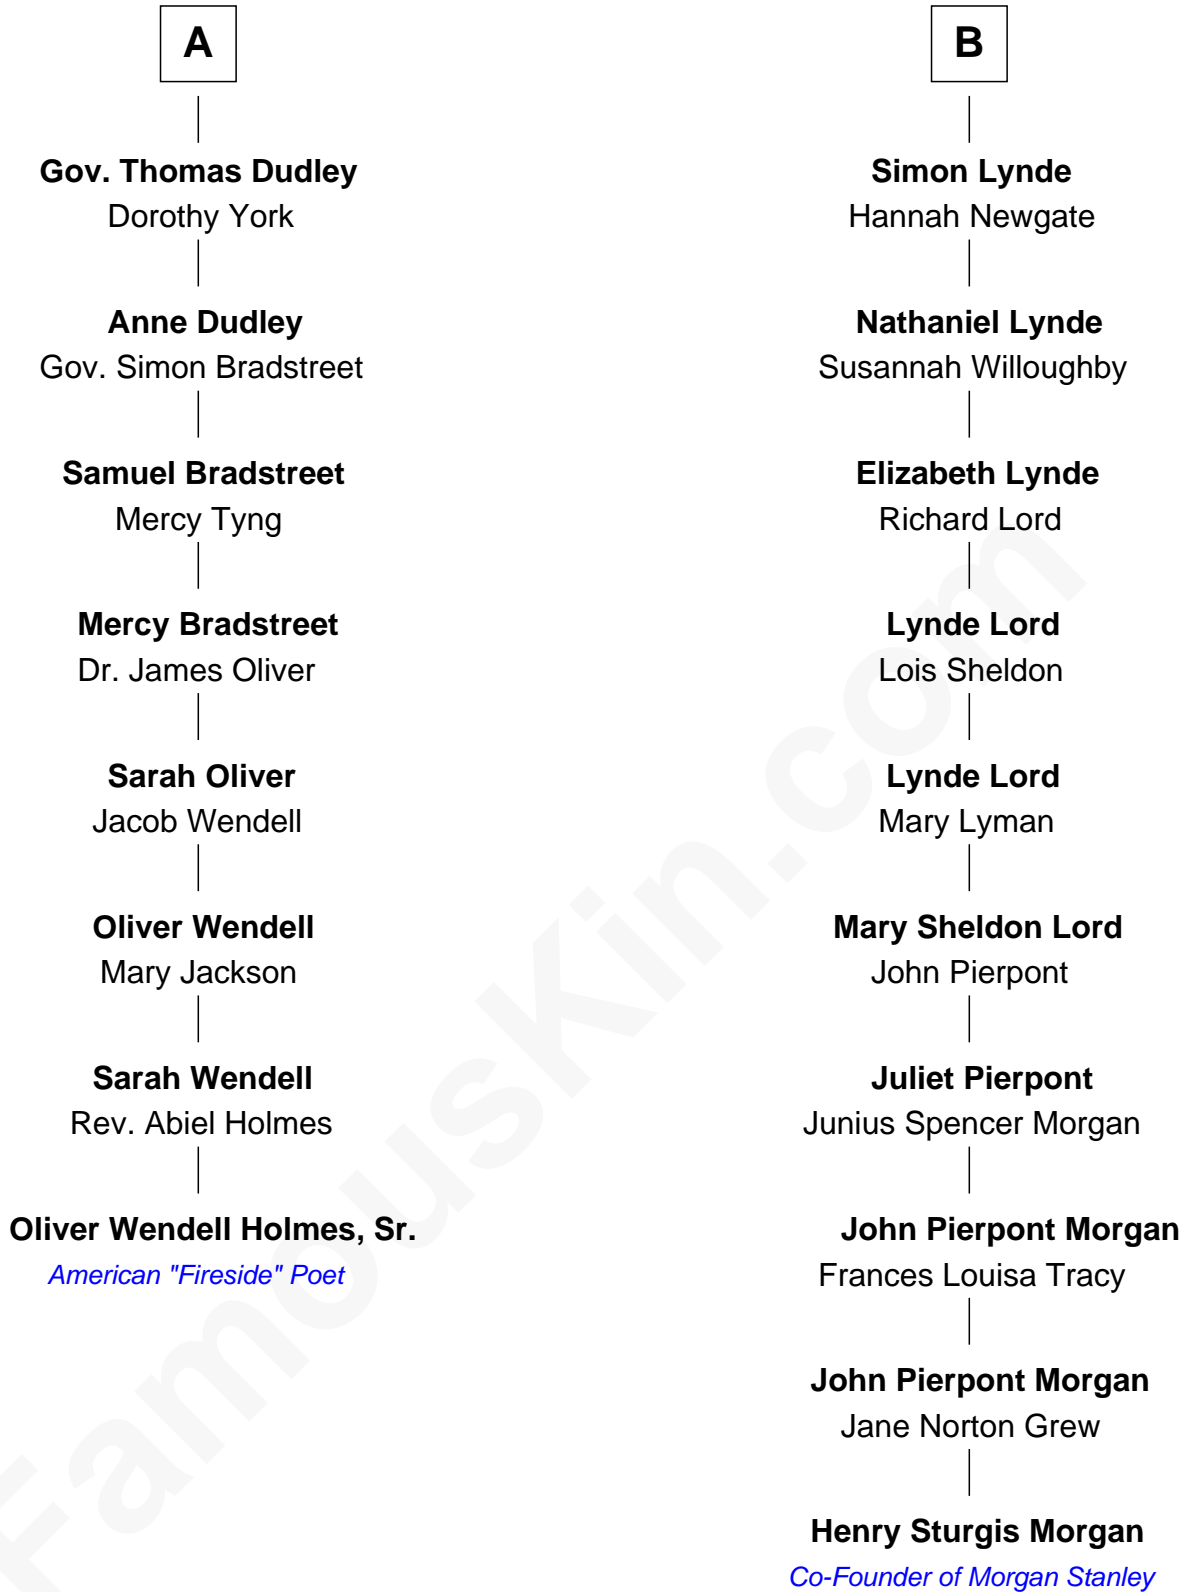 A
Gov. Thomas Dudley
Dorothy York
Anne Dudley
Gov. Simon Bradstreet
Samuel Bradstreet
Mercy Tyng
Mercy Bradstreet
Dr. James Oliver
Sarah Oliver
Jacob Wendell
Oliver Wendell
Mary Jackson
Sarah Wendell
Rev. Abiel Holmes
Oliver Wendell Holmes, Sr.
American "Fireside" Poet
B
Simon Lynde
Hannah Newgate
Nathaniel Lynde
Susannah Willoughby
Elizabeth Lynde
Richard Lord
Lynde Lord
Lois Sheldon
Lynde Lord
Mary Lyman
Mary Sheldon Lord
John Pierpont
Juliet Pierpont
Junius Spencer Morgan
John Pierpont Morgan
Frances Louisa Tracy
John Pierpont Morgan
Jane Norton Grew
Henry Sturgis Morgan
Co-Founder of Morgan Stanley
FamousKin.com